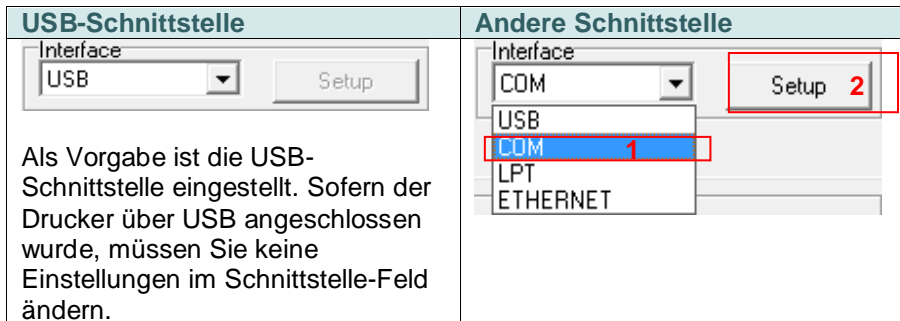 USB-Schnittstelle
Interface
USB
Setup
Als Vorgabe ist die USB-
Schnittstelle eingestellt. Sofern der
Drucker über USB angeschlossen
wurde, müssen Sie keine
Einstellungen im Schnittstelle-Feld
ändern.
Andere Schnittstelle
Interface
COM
Setup 2
USB
COM 1
LPT
ETHERNET